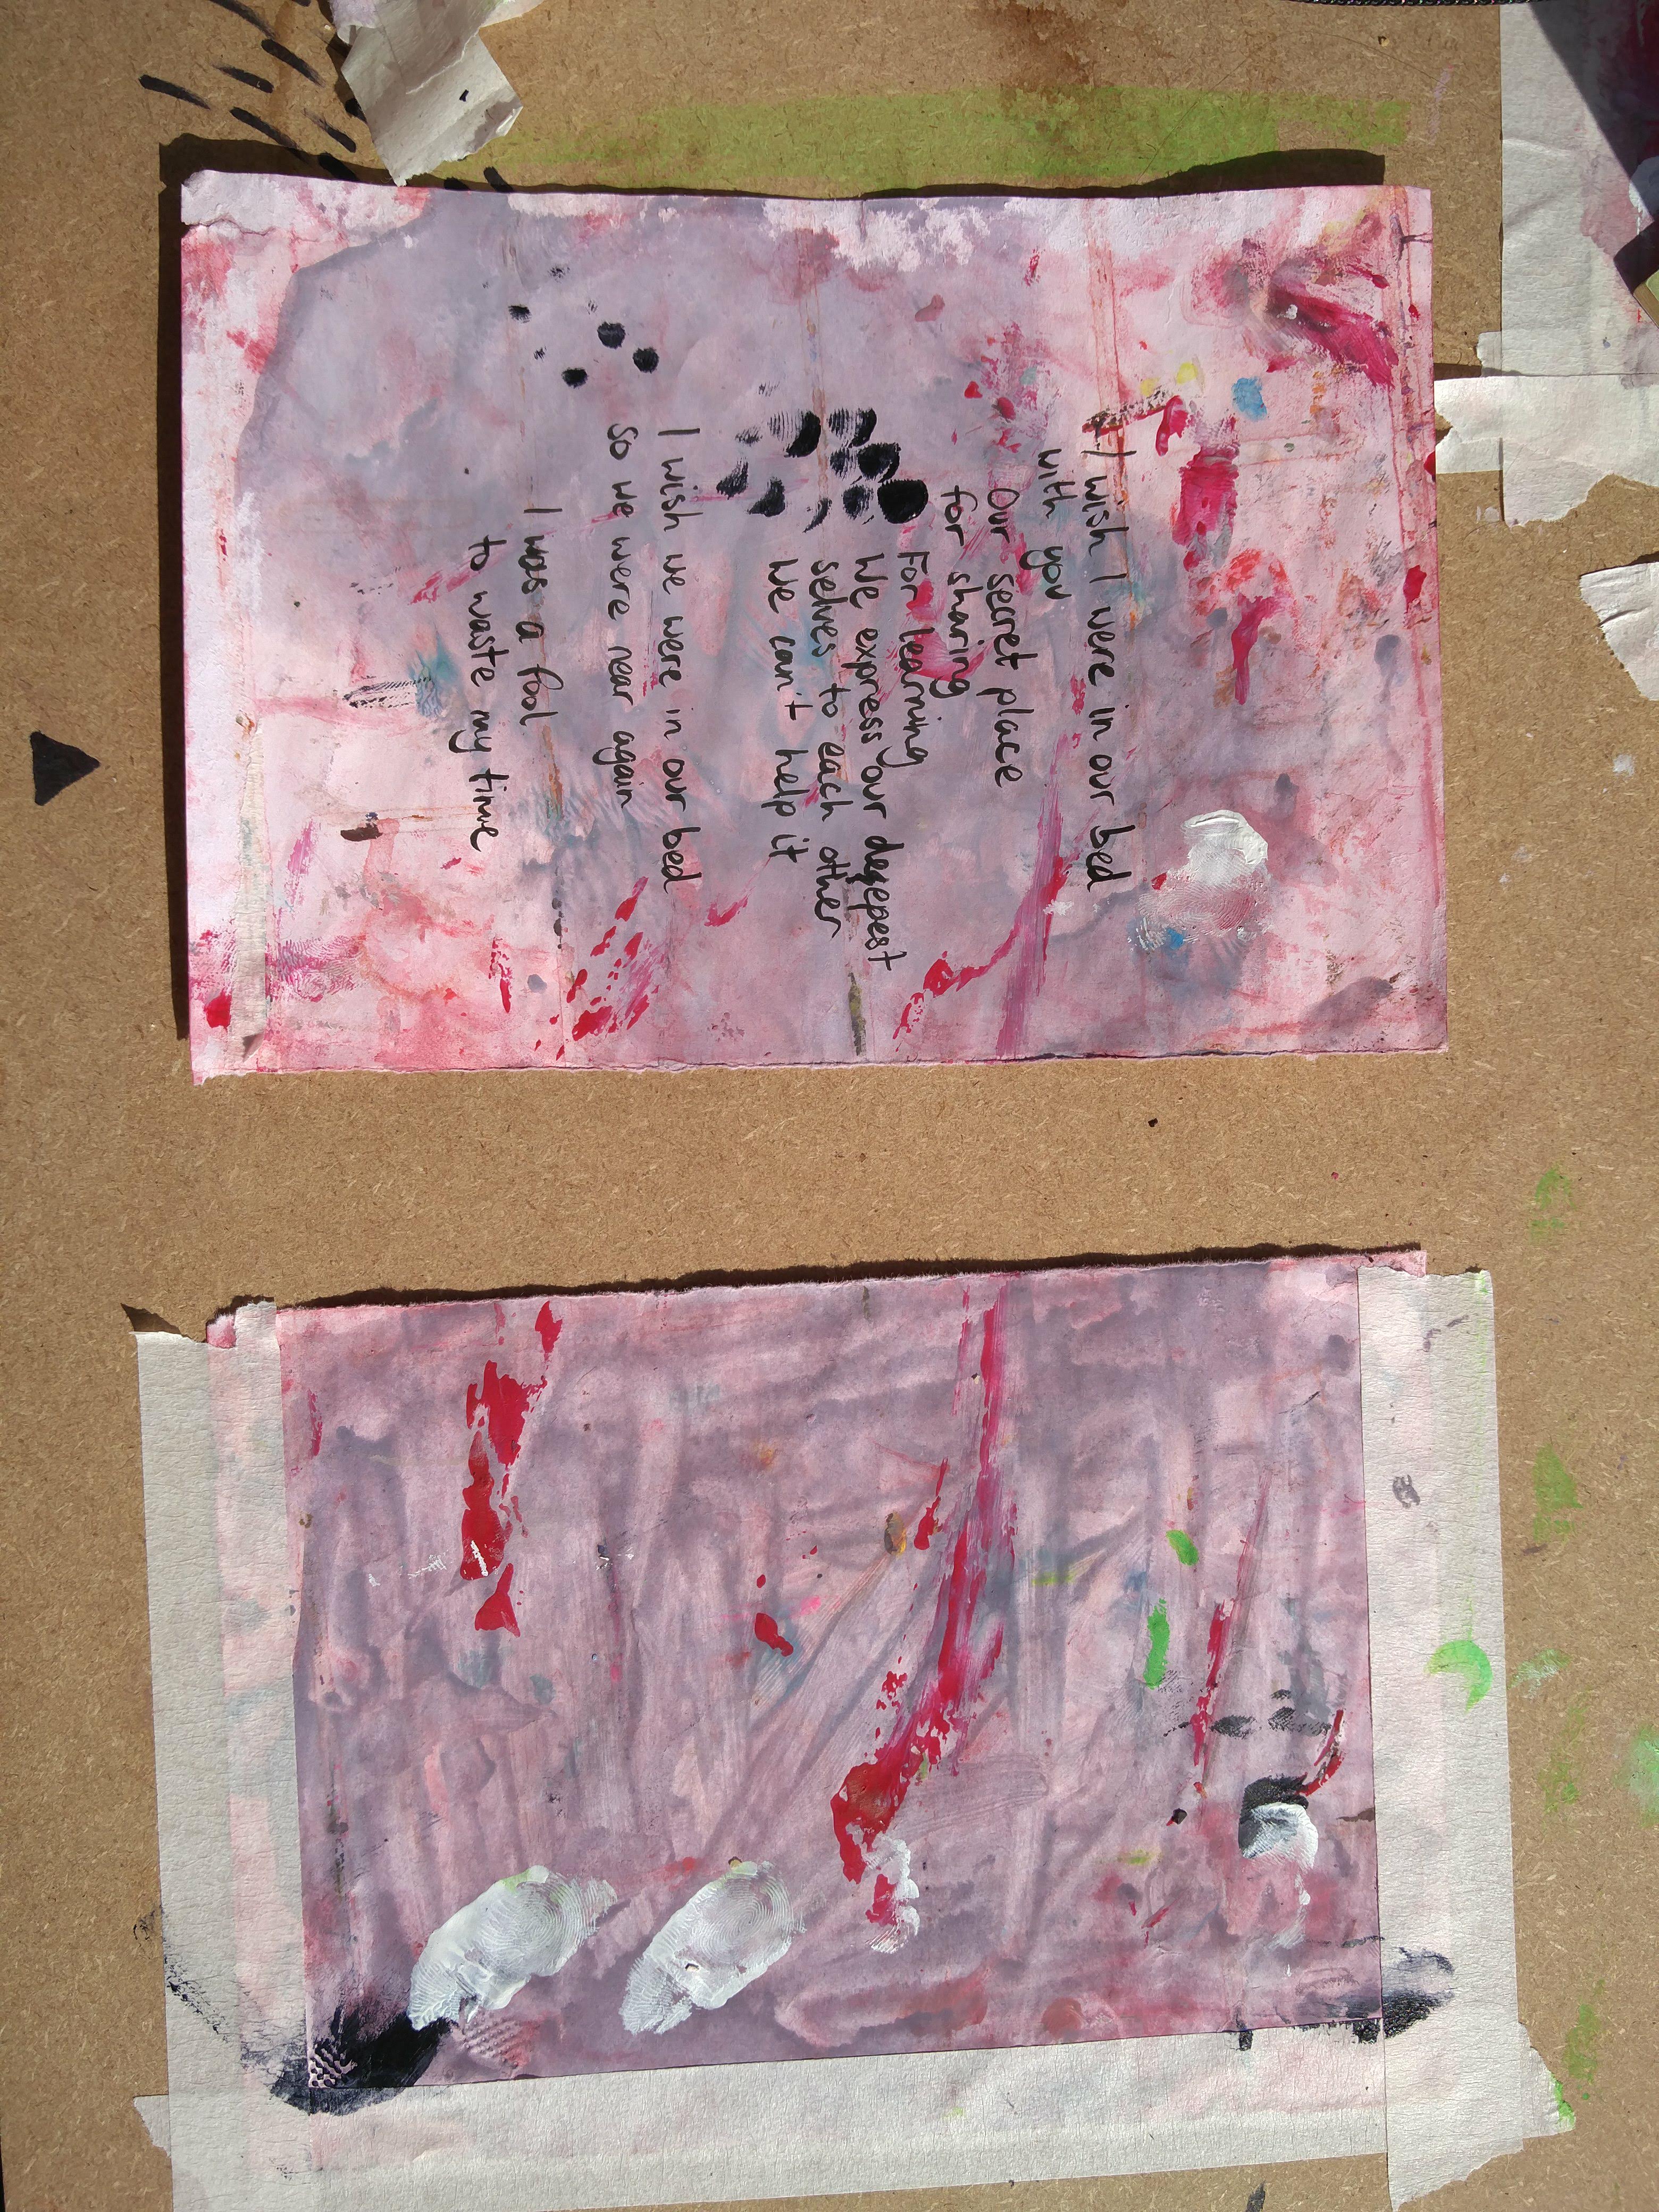 I wish I were in our bed
with you
Our secret place
for sharing
For learning
We express our degepest
selves to each other
We can't help it
I wish we were in our bed
So we were near again
I was a fool
to waste my time